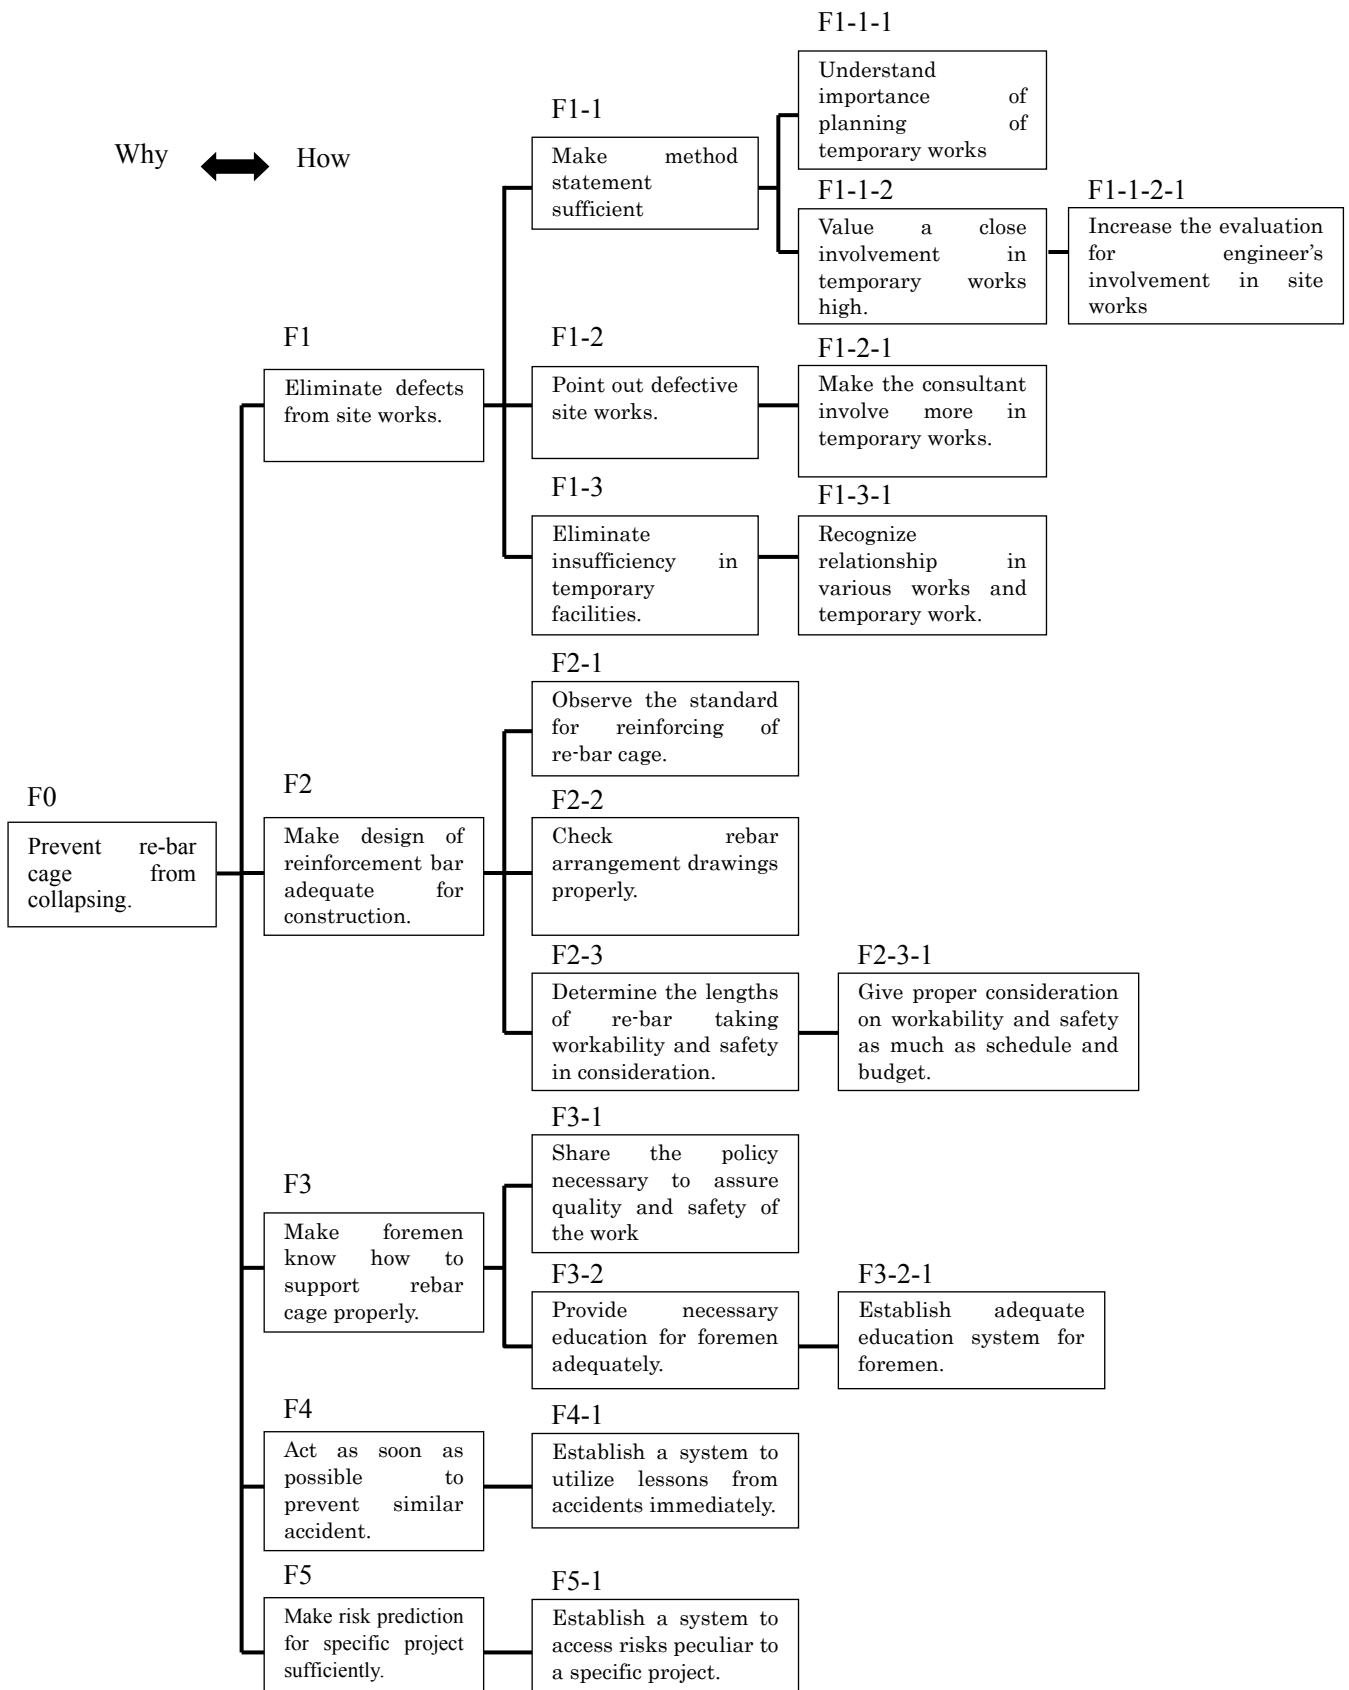 F1-1-1
Understand
importance of
planning of
temporary works
F1-1
Make method
statement
sufficient
Why
How
F1-1-2
Value a close
involvement in
temporary works
high.
F1-1-2-1
Increase the evaluation
for engineer's
involvement in site
works
F1
Eliminate defects
from site works.
F1-2
Point out defective
site works.
F1-2-1
Make the consultant
involve more in
temporary works.
F1-3
Eliminate
insufficiency in
temporary
facilities.
F1-3-1
Recognize
relationship in
various works and
temporary work.
F2-1
Observe the standard
for reinforcing of
re-bar cage.
F0
Prevent re-bar
cage from
collapsing.
F2
Make design of
reinforcement bar
adequate for
construction.
F2-2
Check rebar
arrangement drawings
properly.
F2-3
Determine the lengths
of re-bar taking
workability and safety
in consideration.
F2-3-1
Give proper consideration
on workability and safety
as much as schedule and
budget.
F3-1
Share the policy
necessary to assure
quality and safety of
the work
F3
Make foremen
know how to
support rebar
cage properly.
F3-2
Provide necessary
education for foremen
adequately.
F3-2-1
Establish adequate
education system for
foremen.
F4
Act as soon as
possible to
prevent similar
accident.
F4-1
Establish a system to
utilize lessons from
accidents immediately.
F5
Make risk prediction
for specific project
sufficiently.
F5-1
Establish a system to
access risks peculiar to
a specific project.